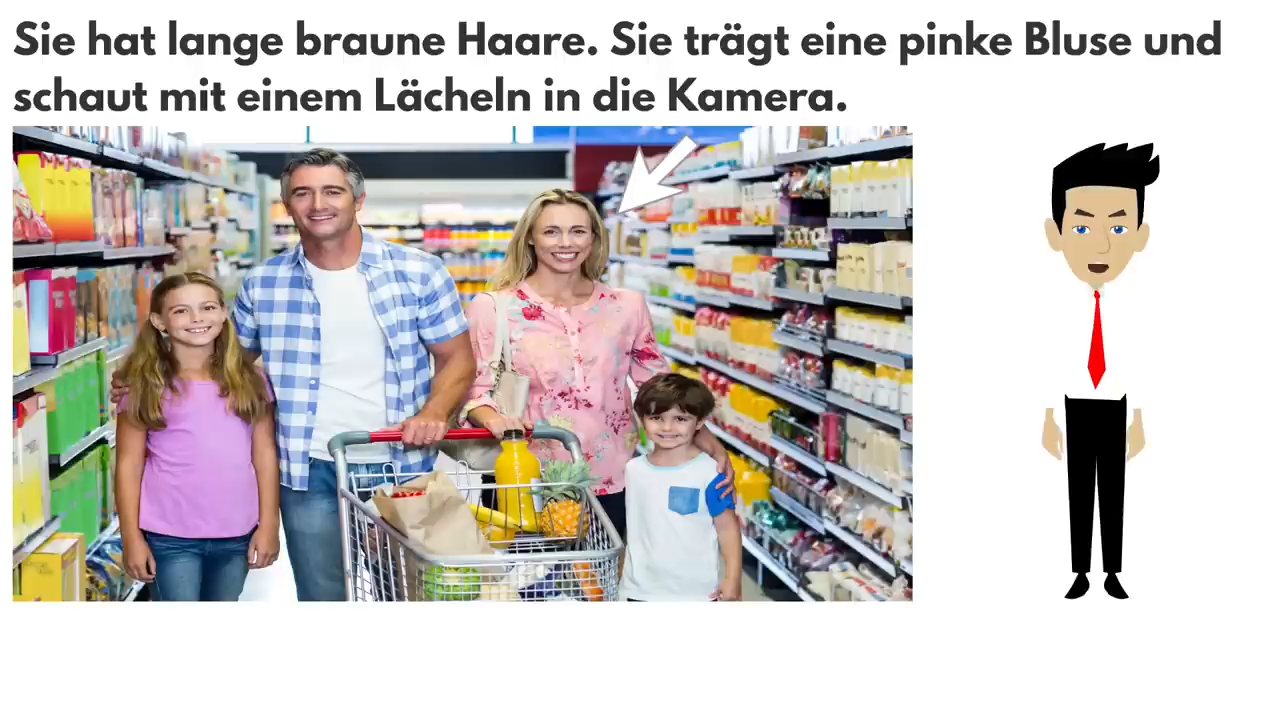 Sie hat lange braune Haare. Sie trägt eine pinke Bluse und
schaut mit einem Lächeln in die Kamera.